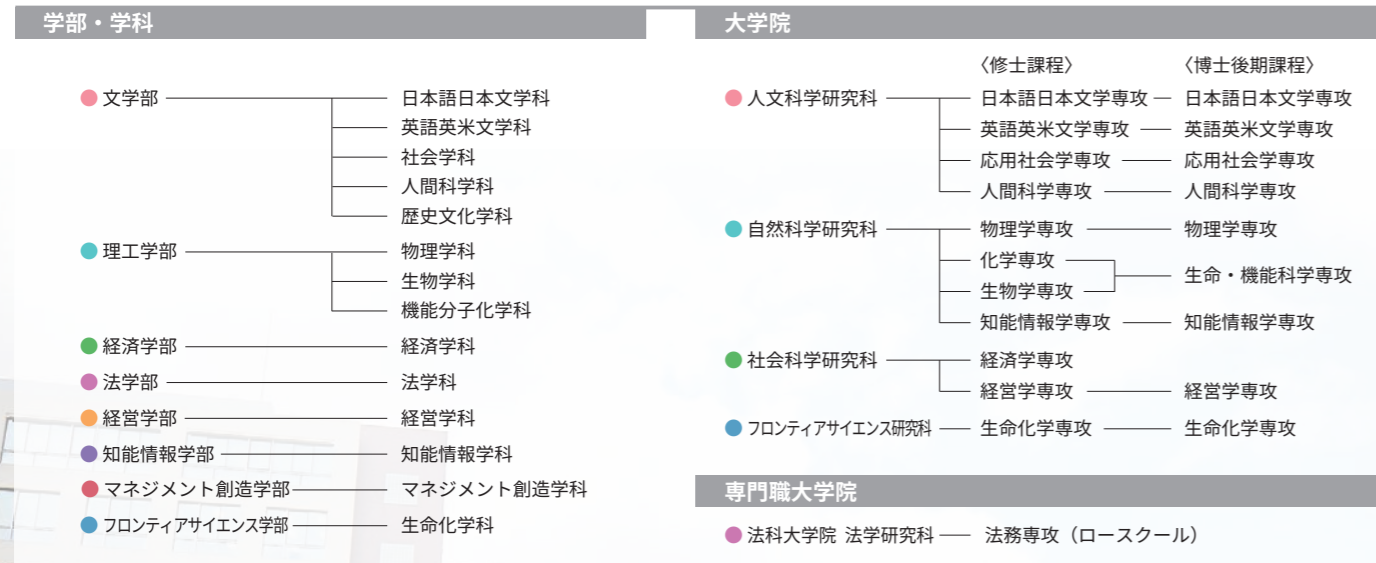 学部・学科
文学部 日本語日本文学科
英語英米文学科
社会学科
人間科学科
歴史文化学科
理工学部 物理学科
生物学科
機能分子化学科
経済学部 経済学科
法学部 法学科
経営学部 経営学科
知能情報学部 知能情報学科
マネジメント創造学部 マネジメント創造学科
フロンティアサイエンス学部 生命化学科
大学院
〈修士課程〉 〈博士後期課程〉
人文科学研究科 日本語日本文学専攻 日本語日本文学専攻
英語英米文学専攻 英語英米文学専攻
応用社会学専攻 応用社会学専攻
人間科学専攻 人間科学専攻
自然科学研究科 物理学専攻 物理学専攻
化学専攻
生命・機能科学専攻
生物学専攻
知能情報学専攻 知能情報学専攻
社会科学研究科 経済学専攻
経営学専攻 経営学専攻
フロンティアサイエンス研究科 生命化学専攻 生命化学専攻
専門職大学院
法科大学院 法学研究科 法務専攻（ロースクール）